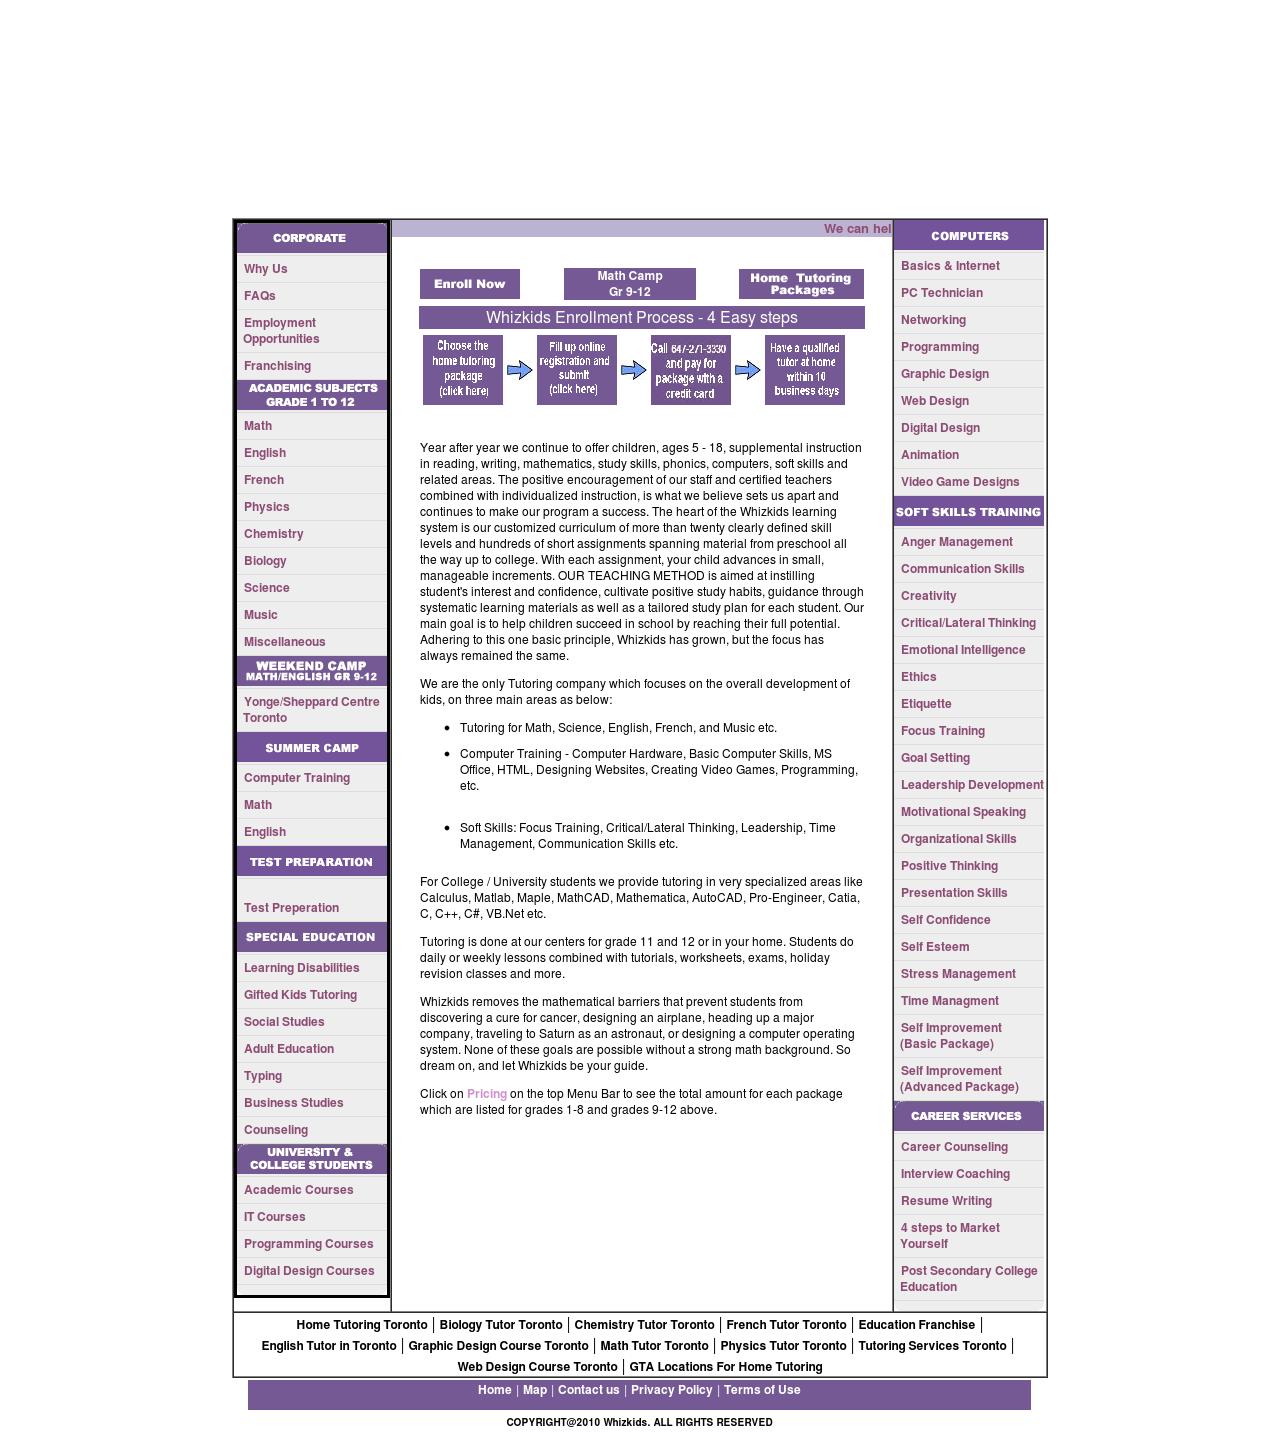 CORPORATE
Why Us
FAQs
Employment
Opportunities
Franchising
ACADEMIC SUBJECTS
GRADE 1 TO 12
Math
English
French
Physics
Chemistry
Biology
Science
Music
Miscellaneous
WEEKEND CAMP
MATH/ENGLISH GR 9-12
Yonge/Sheppard Centre
Toronto
SUMMER CAMP
Computer Training
Math
English
TEST PREPARATION
Test Preperation
SPECIAL EDUCATION
Learning Disabilities
Gifted Kids Tutoring
Social Studies
Adult Education
Typing
Business Studies
Counseling
UNIVERSITY &
COLLEGE STUDENTS
Academic Courses
IT Courses
Programming Courses
Digital Design Courses
We can hel
Enroll Now
Math Camp
Gr 9-12
Home Tutoring
Packages
Whizkids Enrollment Process - 4 Easy steps
Choose the
home tutoring
package
(click here)
Fill up online
registration and
submit
(click here)
Call 647-271-3330
and pay for
package with a
credit card
Have a qualified
tutor at home
within 10
business days
Year after year we continue to offer children, ages 5 - 18, supplemental instruction
in reading, writing, mathematics, study skills, phonics, computers, soft skills and
related areas. The positive encouragement of our staff and certified teachers
combined with individualized instruction, is what we believe sets us apart and
continues to make our program a success. The heart of the Whizkids learning
system is our customized curriculum of more than twenty clearly defined skill
levels and hundreds of short assignments spanning material from preschool all
the way up to college. With each assignment, your child advances in small,
manageable increments. OUR TEACHING METHOD is aimed at instilling
student's interest and confidence, cultivate positive study habits, guidance through
systematic learning materials as well as a tailored study plan for each student. Our
main goal is to help children succeed in school by reaching their full potential.
Adhering to this one basic principle, Whizkids has grown, but the focus has
always remained the same.
We are the only Tutoring company which focuses on the overall development of
kids, on three main areas as below:
• Tutoring for Math, Science, English, French, and Music etc.
• Computer Training - Computer Hardware, Basic Computer Skills, MS
Office, HTML, Designing Websites, Creating Video Games, Programming,
etc.
• Soft Skills: Focus Training, Critical/Lateral Thinking, Leadership, Time
Management, Communication Skills etc.
For College / University students we provide tutoring in very specialized areas like
Calculus, Matlab, Maple, MathCAD, Mathematica, AutoCAD, Pro-Engineer, Catia,
C, C++, C#, VB.Net etc.
Tutoring is done at our centers for grade 11 and 12 or in your home. Students do
daily or weekly lessons combined with tutorials, worksheets, exams, holiday
revision classes and more.
Whizkids removes the mathematical barriers that prevent students from
discovering a cure for cancer, designing an airplane, heading up a major
company, traveling to Saturn as an astronaut, or designing a computer operating
system. None of these goals are possible without a strong math background. So
dream on, and let Whizkids be your guide.
Click on Pricing on the top Menu Bar to see the total amount for each package
which are listed for grades 1-8 and grades 9-12 above.
COMPUTERS
Basics & Internet
PC Technician
Networking
Programming
Graphic Design
Web Design
Digital Design
Animation
Video Game Designs
SOFT SKILLS TRAINING
Anger Management
Communication Skills
Creativity
Critical/Lateral Thinking
Emotional Intelligence
Ethics
Etiquette
Focus Training
Goal Setting
Leadership Development
Motivational Speaking
Organizational Skills
Positive Thinking
Presentation Skills
Self Confidence
Self Esteem
Stress Management
Time Managment
Self Improvement
(Basic Package)
Self Improvement
(Advanced Package)
CAREER SERVICES
Career Counseling
Interview Coaching
Resume Writing
4 steps to Market
Yourself
Post Secondary College
Education
Home Tutoring Toronto | Biology Tutor Toronto | Chemistry Tutor Toronto | French Tutor Toronto | Education Franchise |
English Tutor in Toronto | Graphic Design Course Toronto | Math Tutor Toronto | Physics Tutor Toronto | Tutoring Services Toronto |
Web Design Course Toronto | GTA Locations For Home Tutoring
Home | Map | Contact us | Privacy Policy | Terms of Use
COPYRIGHT@2010 Whizkids. ALL RIGHTS RESERVED